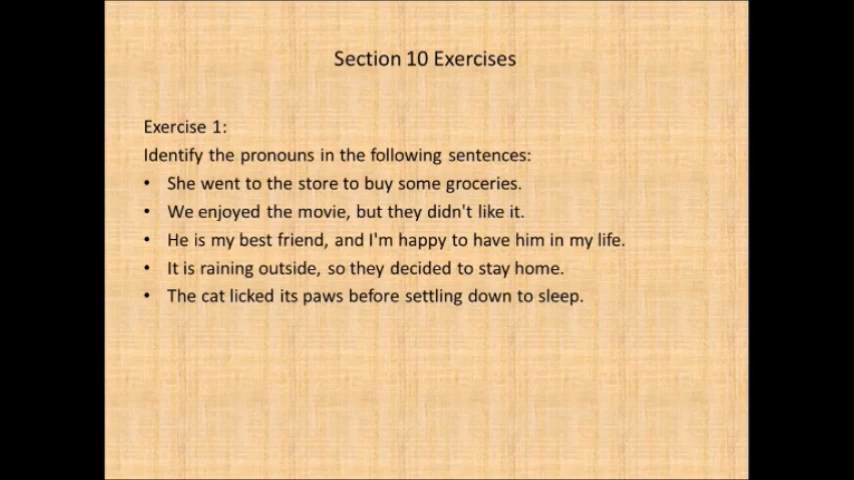 Section 10 Exercises
Exercise 1:
Identify the pronouns in the following sentences:
• She went to the store to buy some groceries.
• We enjoyed the movie, but they didn't like it.
• He is my best friend, and I'm happy to have him in my life.
• It is raining outside, so they decided to stay home.
• The cat licked its paws before settling down to sleep.